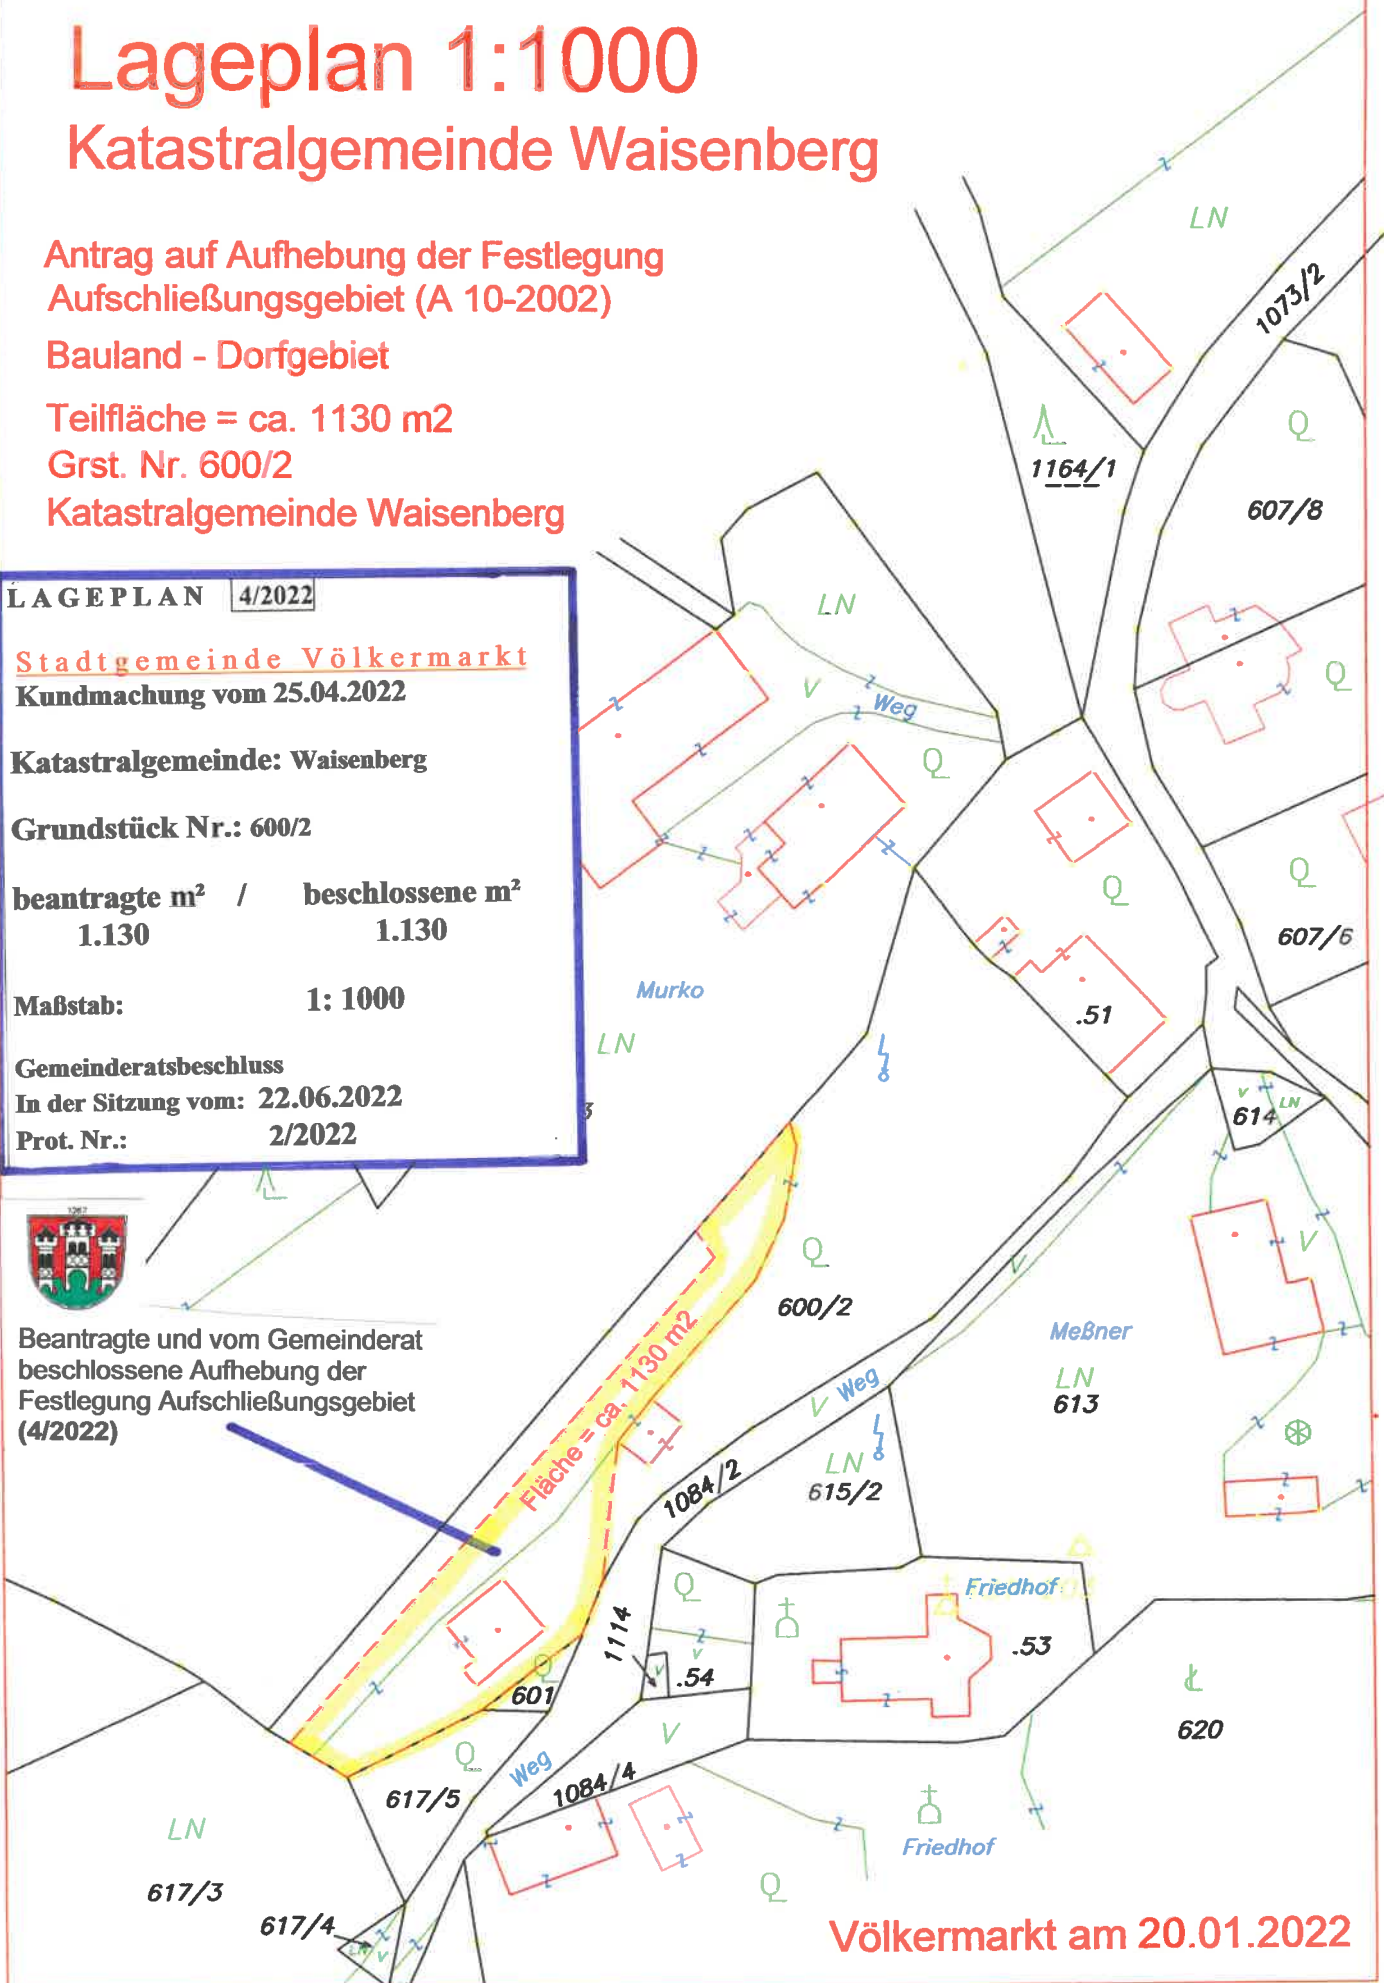 Lageplan 1:1000
Katastralgemeinde Waisenberg
Antrag auf Aufhebung der Festlegung
Aufschließungsgebiet (A 10-2002)
Bauland - Dorfgebiet
Teilfläche = ca. 1130 m2
Grst. Nr. 600/2
Katastralgemeinde Waisenberg
LAGEPLAN 4/2022
Stadtgemeinde Völkermarkt
Kundmachung vom 25.04.2022
Katastralgemeinde: Waisenberg
Grundstück Nr.: 600/2
beantragte m² / beschlossene m²
1.130 1.130
Maßstab: 1: 1000
Gemeinderatsbeschluss
In der Sitzung vom: 22.06.2022
Prot. Nr.: 2/2022
1267
Beantragte und vom Gemeinderat
beschlossene Aufhebung der
Festlegung Aufschließungsgebiet
(4/2022)
LN
1073/2
1164/1
Q
607/8
LN
V
Weg
Q
Q
Q
Q
607/6
.51
Murko
LN
3
V
LN
614
V
Q
600/2
Fläche = ca. 1130 m2
Meßner
LN
613
V
V
Weg
LN
615/2
1084/2
Friedhof
.53
Q
1114
V
V
.54
Q
601
620
V
Weg
1084/4
Q
617/5
Friedhof
Q
LN
617/3
617/4
LN
V
Völkermarkt am 20.01.2022